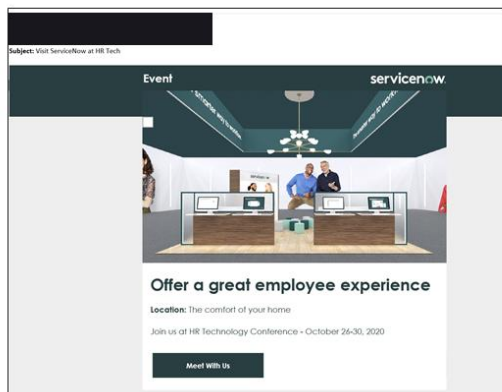 Subject: Visit ServiceNow at HR Tech
Event
servicenow.
servicenow
Offer a great employee experience
Location: The comfort of your home
Join us at HR Technology Conference - October 26-30, 2020
Meet With Us